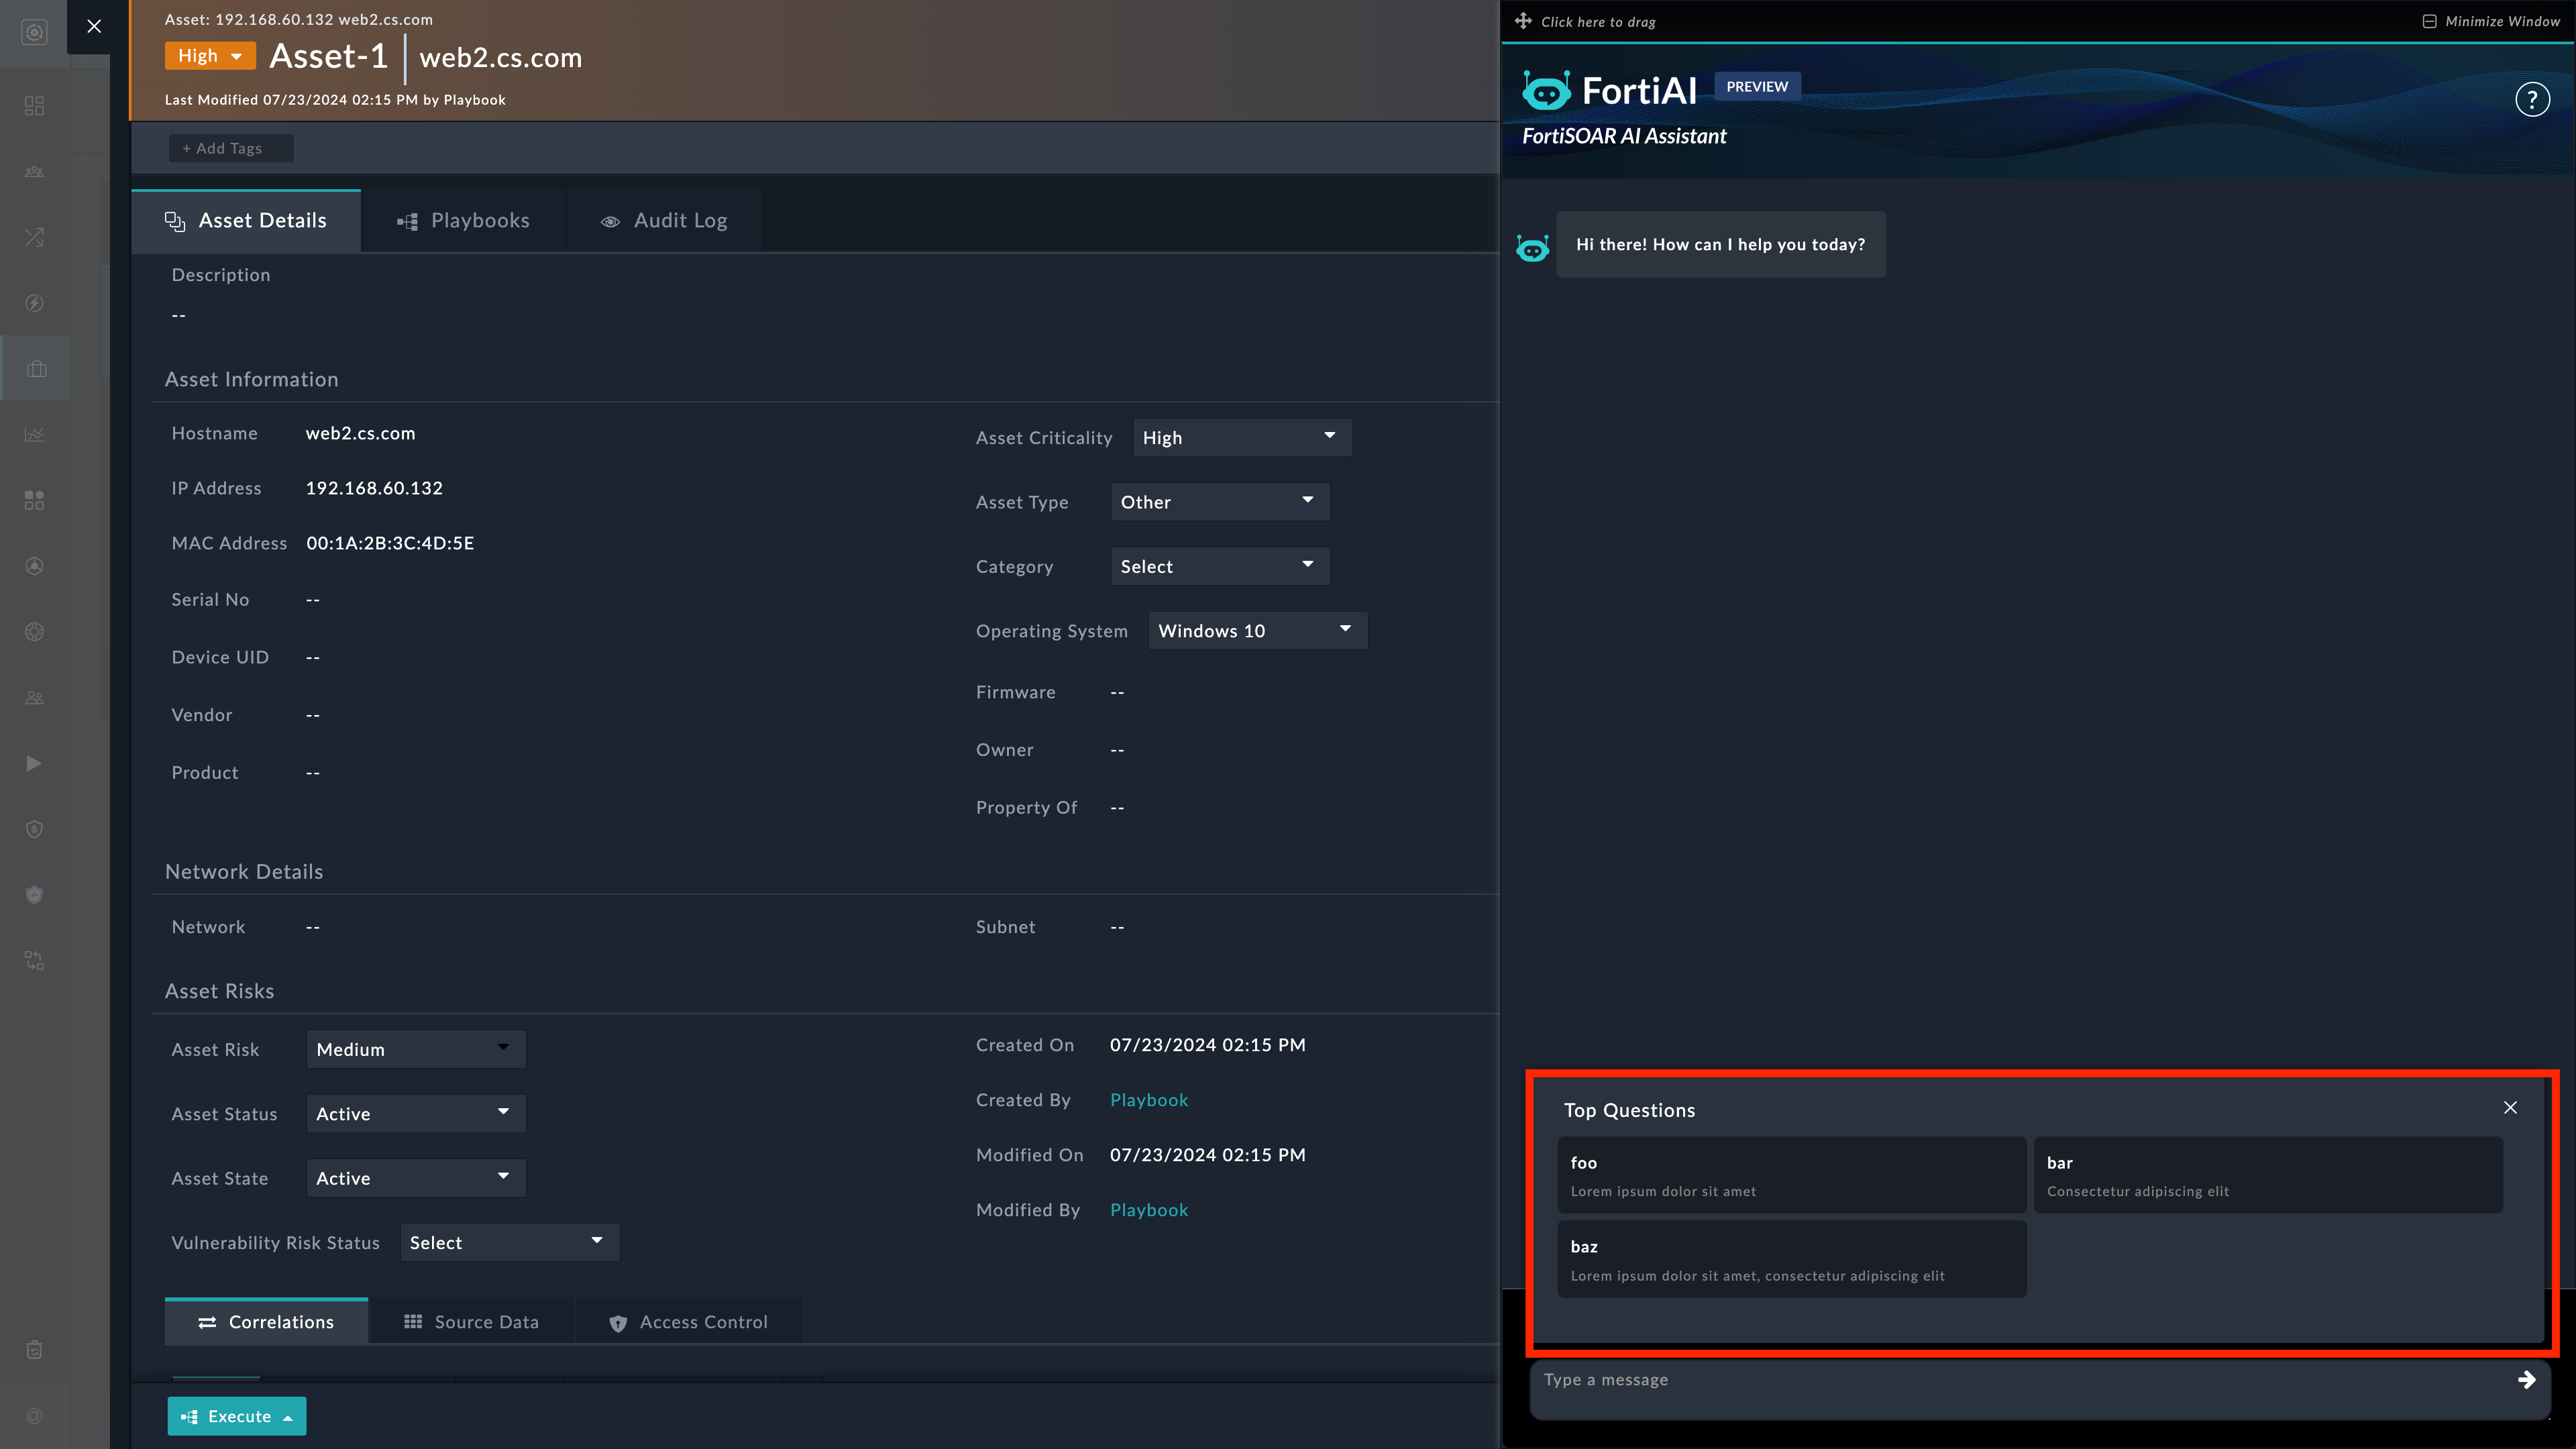 Asset: 192.168.60.132 web2.cs.com
High Asset-1 web2.cs.com
Last Modified 07/23/2024 02:15 PM by Playbook
+ Add Tags
Asset Details Playbooks Audit Log
Description
--
Asset Information
Hostname web2.cs.com
IP Address 192.168.60.132
MAC Address 00:1A:2B:3C:4D:5E
Serial No --
Device UID --
Vendor --
Product --
Asset Criticality High
Asset Type Other
Category Select
Operating System Windows 10
Firmware --
Owner --
Property Of --
Network Details
Network --
Subnet --
Asset Risks
Asset Risk Medium
Asset Status Active
Asset State Active
Vulnerability Risk Status Select
Created On 07/23/2024 02:15 PM
Created By Playbook
Modified On 07/23/2024 02:15 PM
Modified By Playbook
Correlations Source Data Access Control
Execute
Click here to drag Minimize Window
FortiAI PREVIEW
?
FortiSOAR AI Assistant
Hi there! How can I help you today?
Top Questions
foo
Lorem ipsum dolor sit amet
bar
Consectetur adipiscing elit
baz
Lorem ipsum dolor sit amet, consectetur adipiscing elit
Type a message